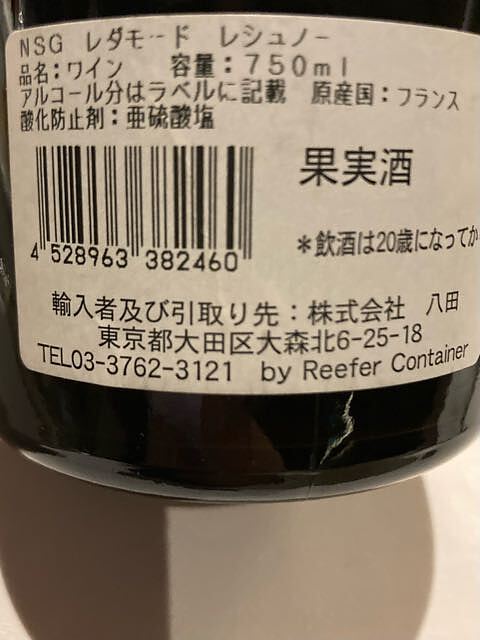 NSG レダモード レシュノー
品名：ワイン 容量：750ml
アルコール分はラベルに記載 原産国：フランス
酸化防止剤：亜硫酸塩
果実酒
4 528963 382460
＊飲酒は20歳になってか
輸入者及び引取り先：株式会社 八田
東京都大田区大森北6-25-18
TEL03-3762-3121 by Reefer Container